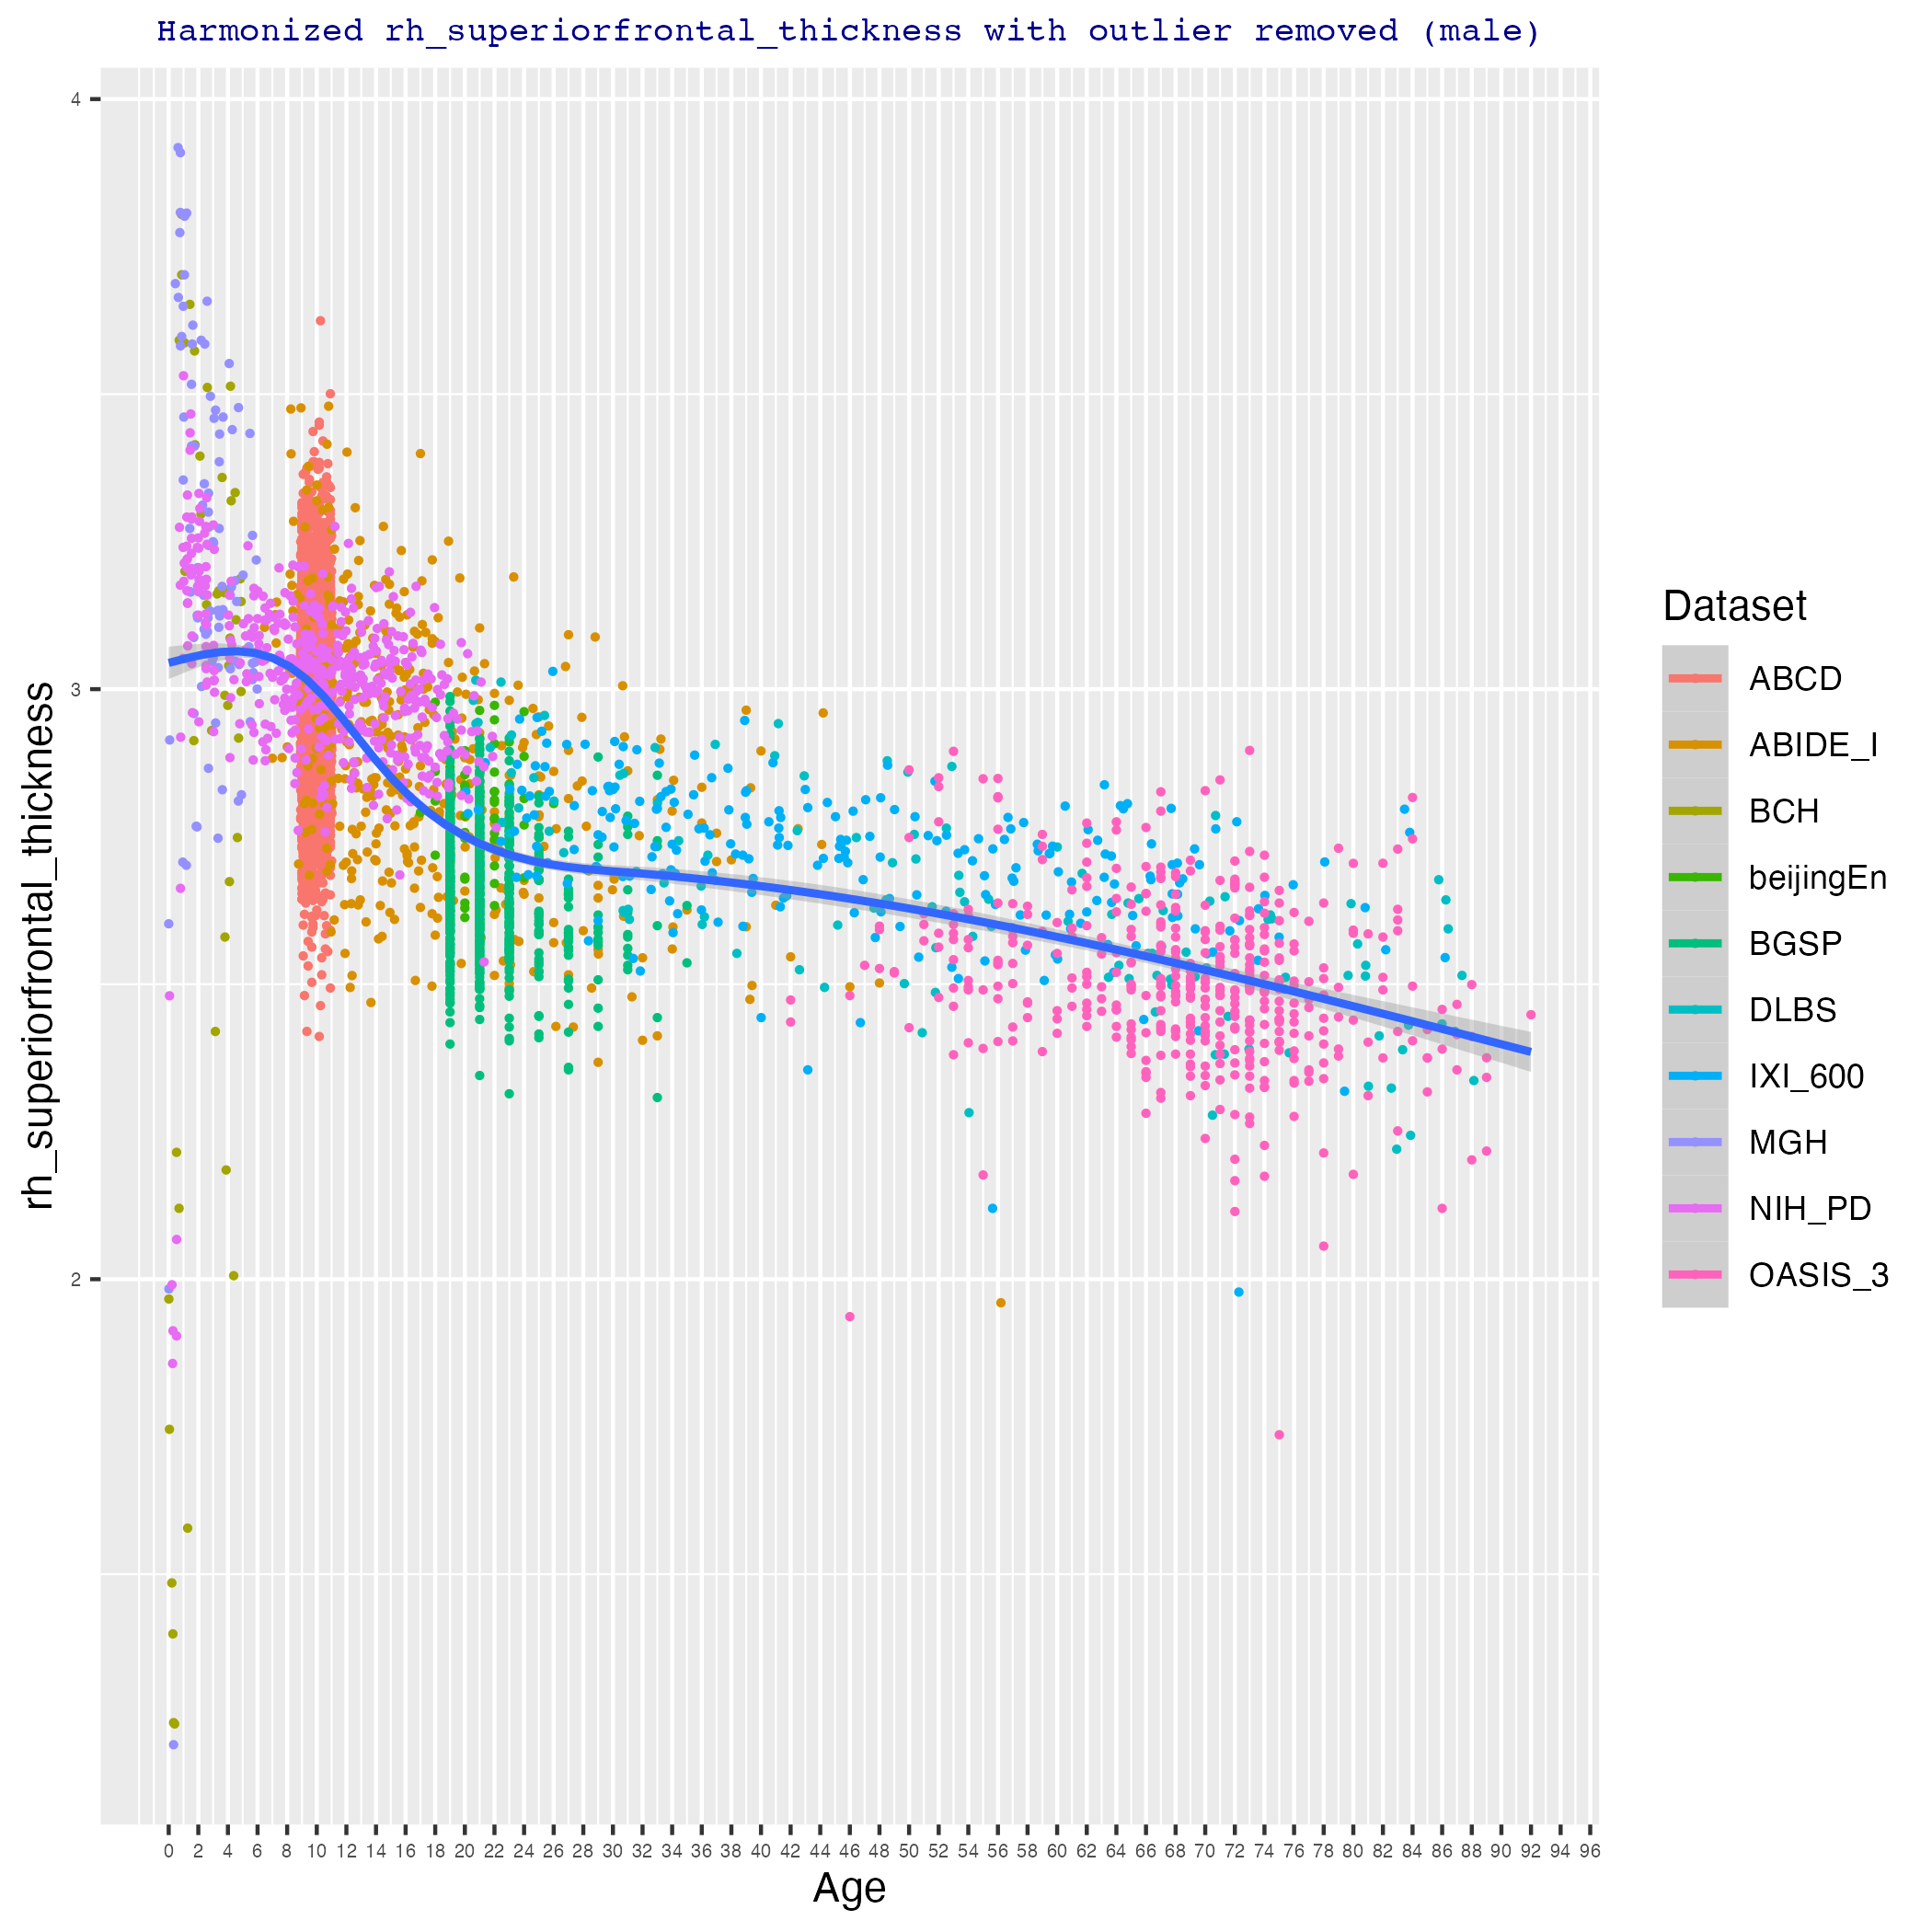 Harmonized rh_superiorfrontal_thickness with outlier removed (male)
rh_superiorfrontal_thickness
4
3
2
0 2 4 6 8 10 12 14 16 18 20 22 24 26 28 30 32 34 36 38 40 42 44 46 48 50 52 54 56 58 60 62 64 66 68 70 72 74 76 78 80 82 84 86 88 90 92 94 96
Age
Dataset
ABCD
ABIDE_I
BCH
beijingEn
BGSP
DLBS
IXI_600
MGH
NIH_PD
OASIS_3